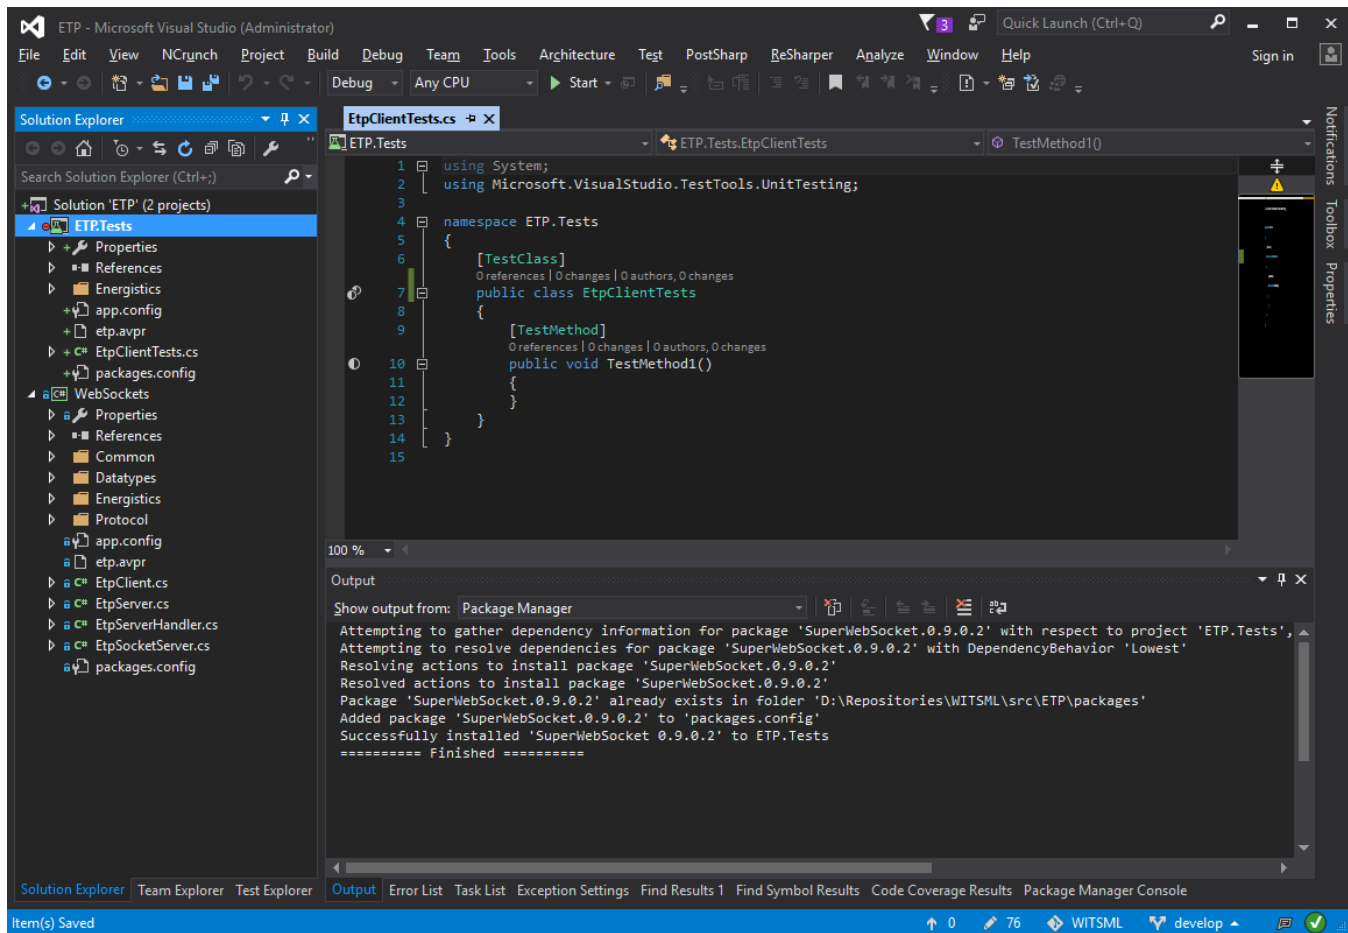 ETP - Microsoft Visual Studio (Administrator)
3
Quick Launch (Ctrl+Q)
File Edit View NCrunch Project Build Debug Team Tools Architecture Test PostSharp ReSharper Analyze Window Help
Sign in
Debug Any CPU Start
Solution Explorer
Search Solution Explorer (Ctrl+;)
Solution 'ETP' (2 projects)
ETP.Tests
Properties
References
Energistics
app.config
etp.avpr
C# EtpClientTests.cs
packages.config
C# WebSockets
Properties
References
Common
Datatypes
Energistics
Protocol
app.config
etp.avpr
C# EtpClient.cs
C# EtpServer.cs
C# EtpServerHandler.cs
C# EtpSocketServer.cs
packages.config
Solution Explorer Team Explorer Test Explorer
EtpClientTests.cs
ETP.Tests ETP.Tests.EtpClientTests TestMethod1()
1 using System;
2 using Microsoft.VisualStudio.TestTools.UnitTesting;
3
4 namespace ETP.Tests
5 {
6 [TestClass]
0 references | 0 changes | 0 authors, 0 changes
7 public class EtpClientTests
8 {
9 [TestMethod]
0 references | 0 changes | 0 authors, 0 changes
10 public void TestMethod1()
11 {
12 }
13 }
14 }
15
100 %
Output
Show output from: Package Manager
Attempting to gather dependency information for package 'SuperWebSocket.0.9.0.2' with respect to project 'ETP.Tests',
Attempting to resolve dependencies for package 'SuperWebSocket.0.9.0.2' with DependencyBehavior 'Lowest'
Resolving actions to install package 'SuperWebSocket.0.9.0.2'
Resolved actions to install package 'SuperWebSocket.0.9.0.2'
Package 'SuperWebSocket.0.9.0.2' already exists in folder 'D:\Repositories\WITSML\src\ETP\packages'
Added package 'SuperWebSocket.0.9.0.2' to 'packages.config'
Successfully installed 'SuperWebSocket 0.9.0.2' to ETP.Tests
========== Finished ==========
Output Error List Task List Exception Settings Find Results 1 Find Symbol Results Code Coverage Results Package Manager Console
Notifications
Toolbox
Properties
Item(s) Saved
0 76 WITSML develop